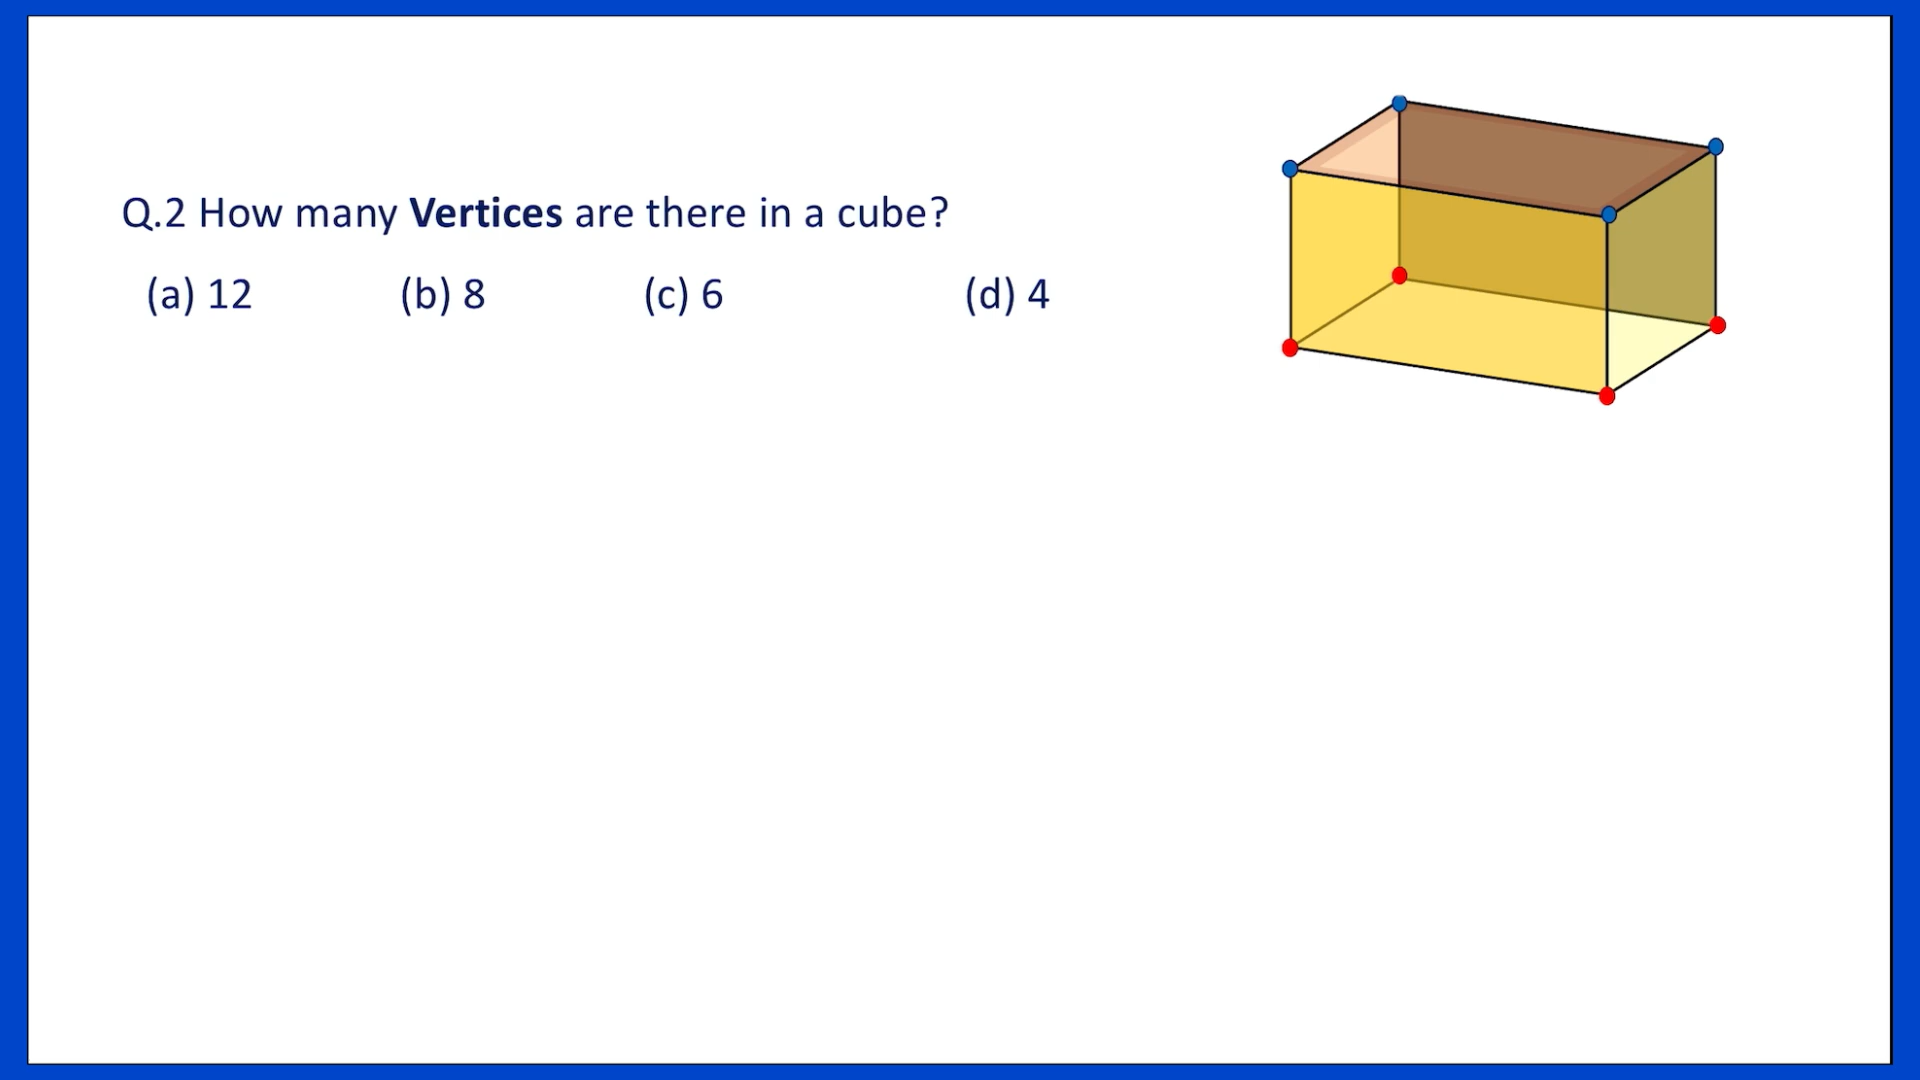 Q.2 How many Vertices are there in a cube?
(a) 12 (b) 8 (c) 6 (d) 4